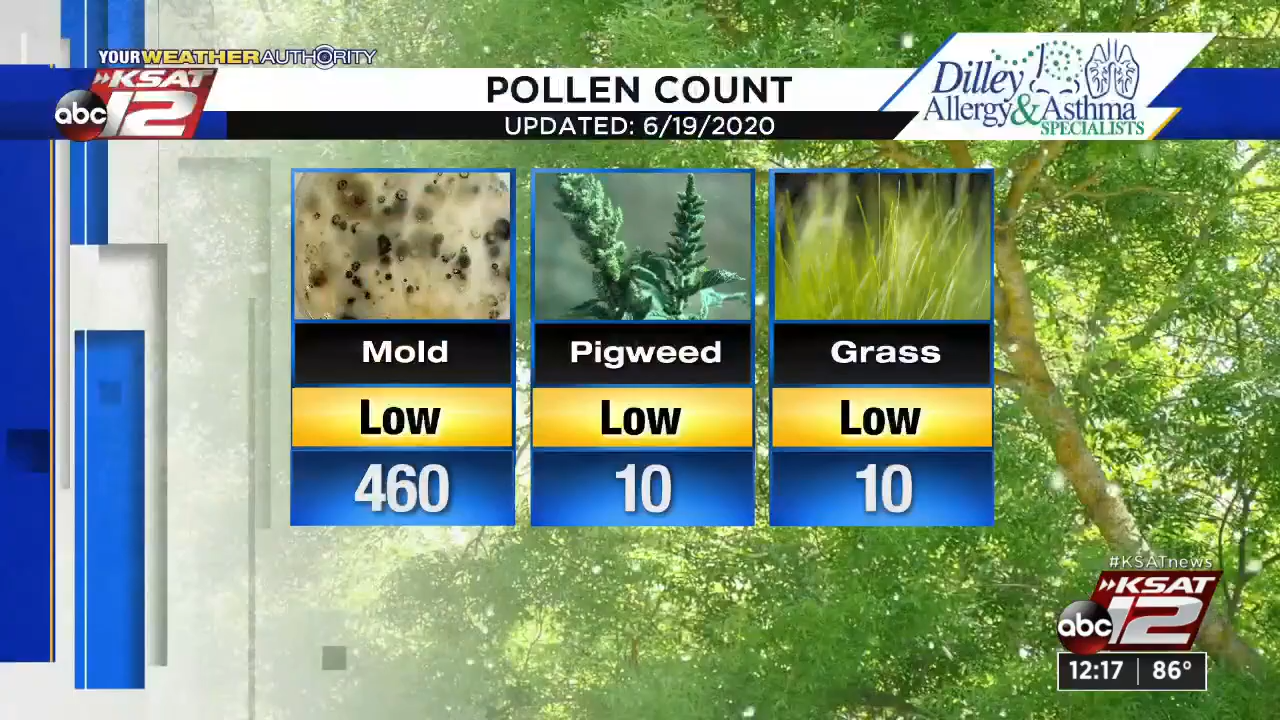 YOURWEATHERAUTHORITY
KSAT
abc 12
POLLEN COUNT
UPDATED: 6/19/2020
Dilley
Allergy&Asthma
SPECIALISTS
Mold
Pigweed
Grass
Low
Low
Low
460
10
10
#KSATnews
KSAT
abc 12
12:17 86°